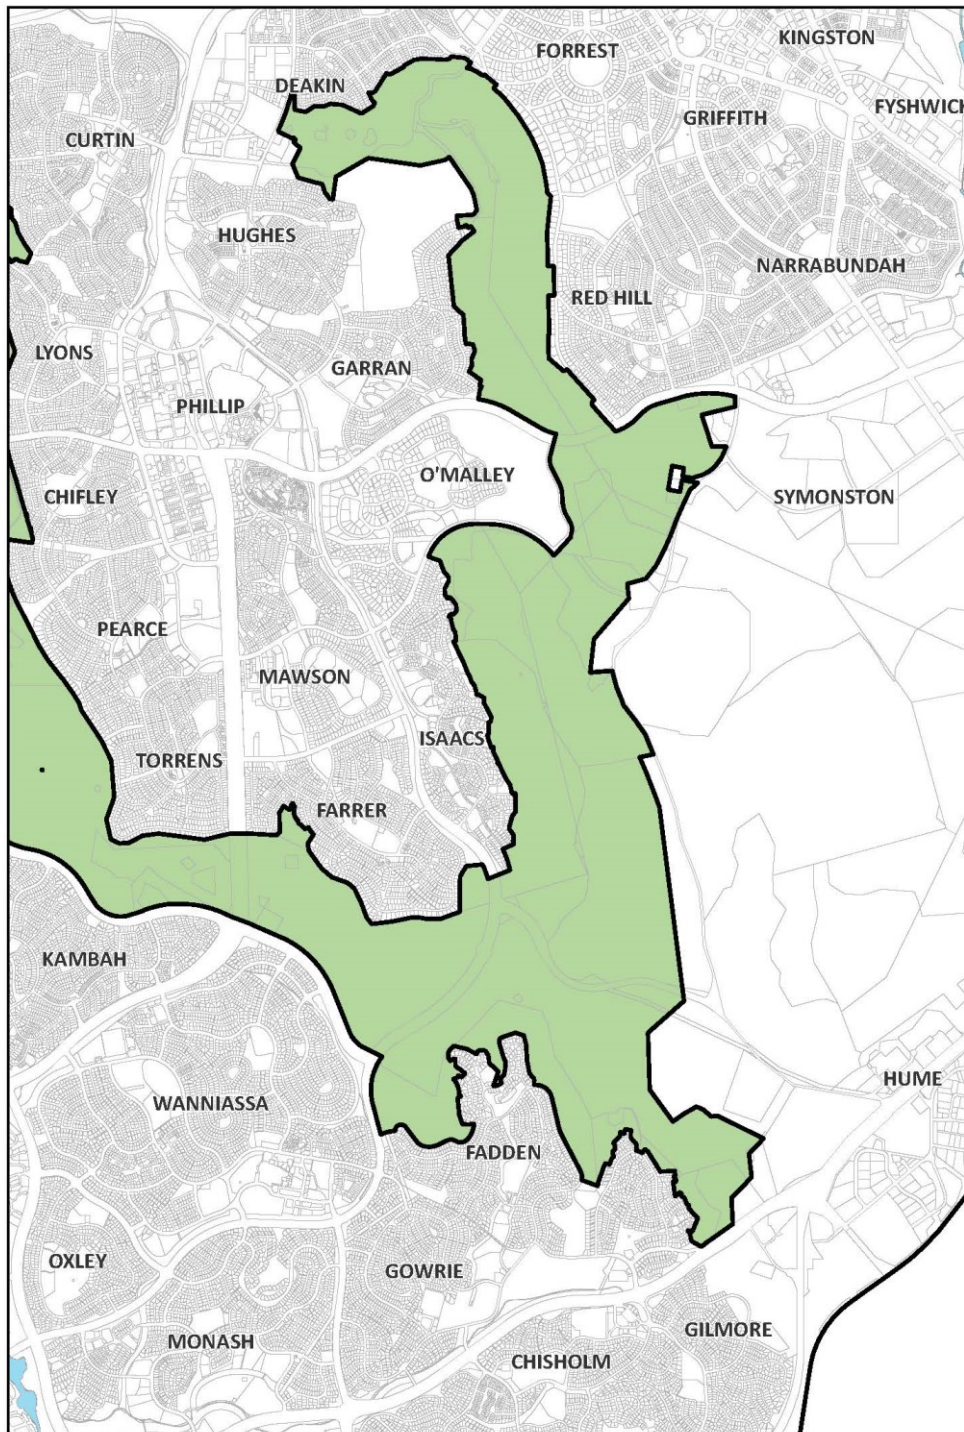 KINGSTON
FORREST
DEAKIN
FYSHWICK
GRIFFITH
CURTIN
HUGHES
NARRABUNDAH
RED HILL
LYONS
GARRAN
PHILLIP
O'MALLEY
CHIFLEY
SYMONSTON
PEARCE
MAWSON
ISAACS
TORRENS
FARRER
KAMBAH
HUME
WANNIASSA
FADDEN
OXLEY
GOWRIE
GILMORE
MONASH
CHISHOLM